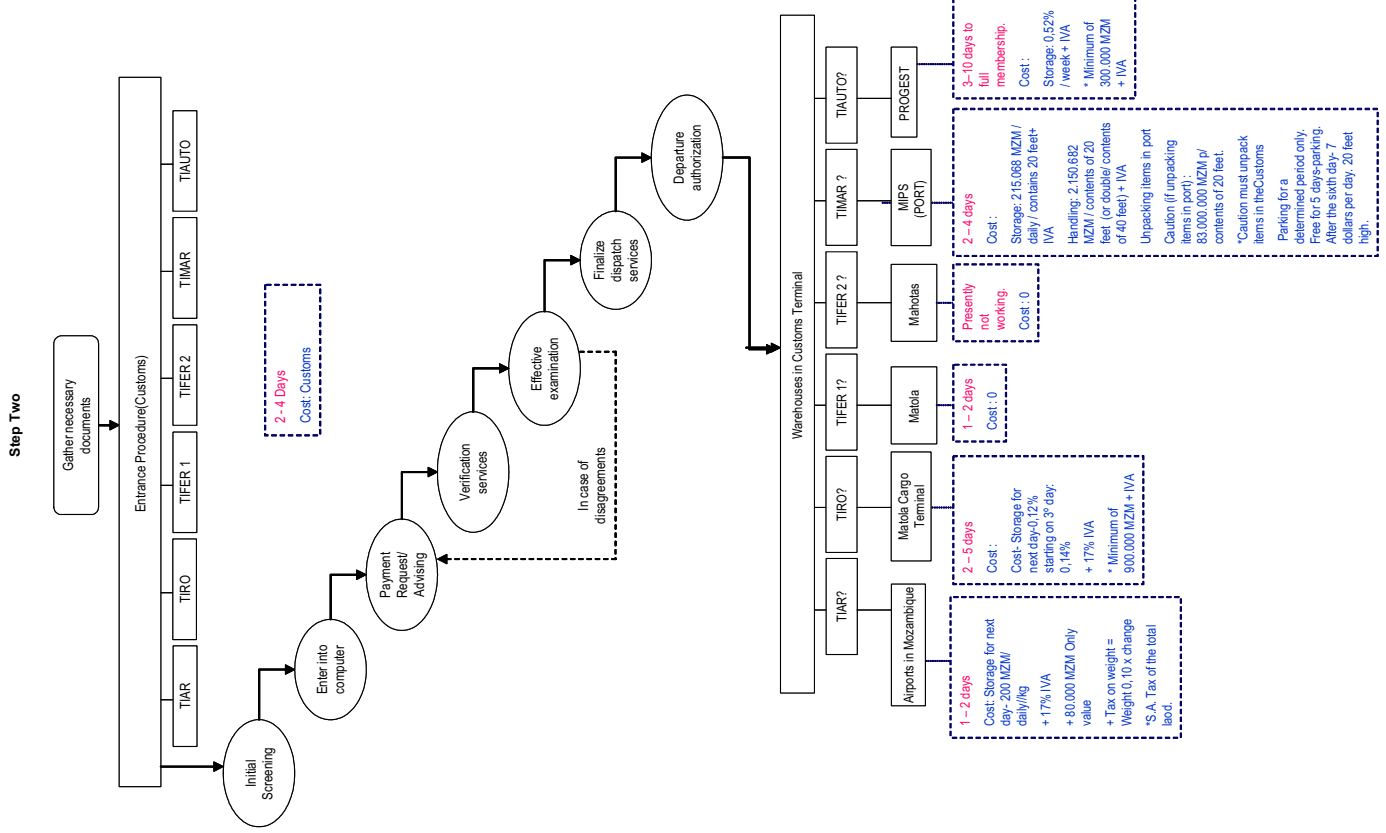 Step Two
Gather necessary
documents
Entrance Procedure(Customs)
TIAR
TIRO
TIFER 1
TIFER 2
TIMAR
TIAUTO
2 - 4 Days
Cost: Customs
Initial
Screening
Enter into
computer
Payment
Request/
Advising
Verification
services
Effective
examination
In case of
disagreements
Finalize
dispatch
services
Departure
authorization
Warehouses in Customs Terminal
TIAR?
TIRO?
TIFER 1?
TIFER 2 ?
TIMAR ?
TIAUTO?
Airports in Mozambique
Matola Cargo
Terminal
Matola
Mahotas
MIPS
(PORT)
PROGEST
1 – 2 days
Cost: Storage for next
day- 200 MZM/
daily//kg
+ 17% IVA
+ 80.000 MZM Only
value
+ Tax on weight =
Weight 0,10 x change
*S.A. Tax of the total
laod.
2 – 5 days
Cost :
Cost- Storage for
next day-0,12%
starting on 3º day:
0,14%
+ 17% IVA
* Minimum of
900.000 MZM + IVA
1 – 2 days
Cost : 0
Presently
not
working.
Cost : 0
2 – 4 days
Cost :
Storage: 215.068 MZM /
daily / contains 20 feet+
IVA
Handling: 2.150.682
MZM / contents of 20
feet (or double/ contents
of 40 feet) + IVA
Unpacking items in port
Caution (if unpacking
items in port) :
83.000.000 MZM p/
contents of 20 feet.
*Caution must unpack
items in theCustoms
Parking for a
determined period only.
Free for 5 days-parking.
After the sixth day- 7
dollars per day. 20 feet
high.
3–10 days to
full
membership.
Cost :
Storage: 0,52%
/ week + IVA
* Minimum of
300.000 MZM
+ IVA